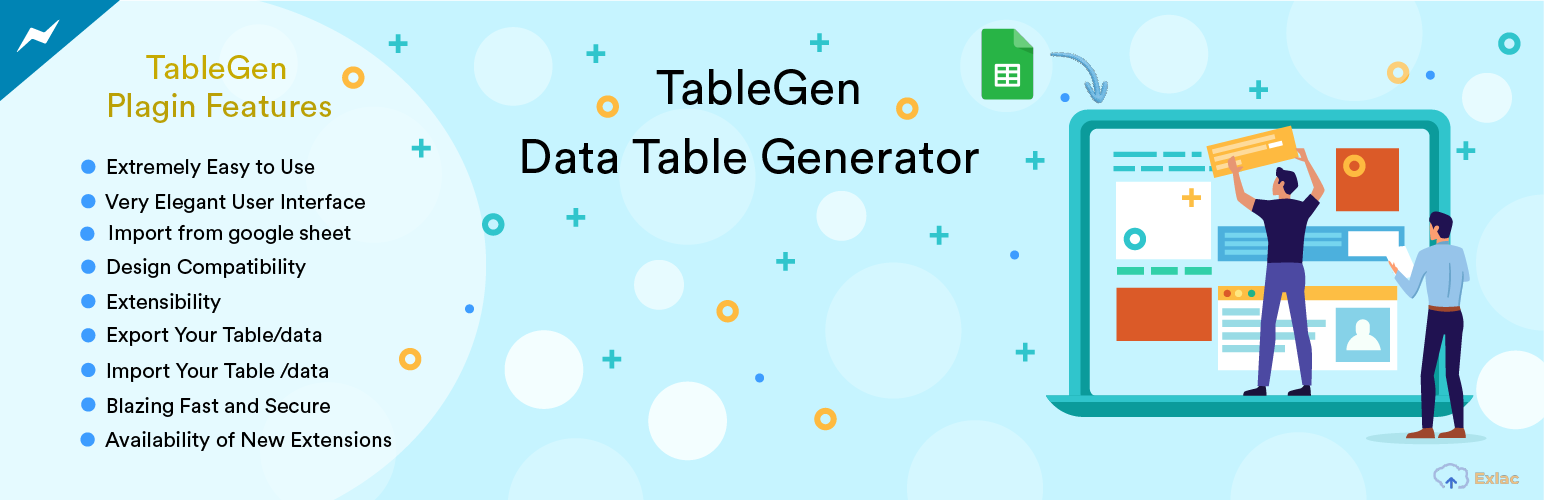 TableGen
Plagin Features
Extremely Easy to Use
Very Elegant User Interface
Import from google sheet
Design Compatibility
Extensibility
Export Your Table/data
Import Your Table /data
Blazing Fast and Secure
Availability of New Extensions
TableGen
Data Table Generator
Exlac